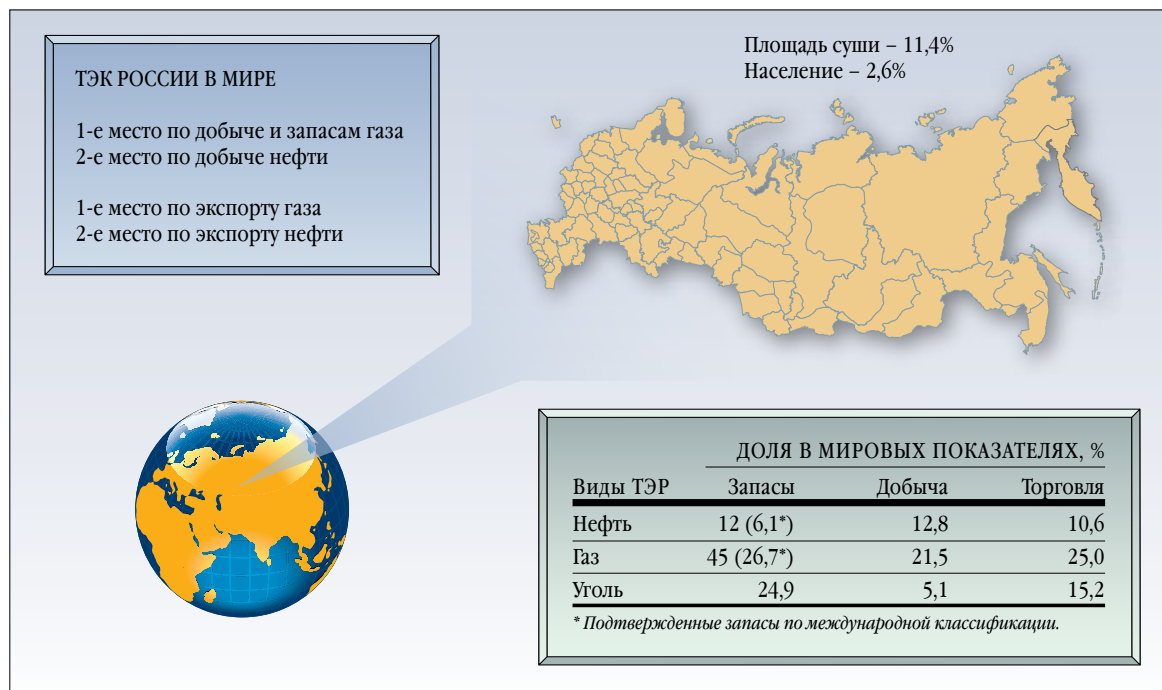 ТЭК РОССИИ В МИРЕ
1-е место по добыче и запасам газа
2-е место по добыче нефти
1-е место по экспорту газа
2-е место по экспорту нефти
Площадь суши – 11,4%
Население – 2,6%
ДОЛЯ В МИРОВЫХ ПОКАЗАТЕЛЯХ, %
Виды ТЭР Запасы Добыча Торговля
Нефть 12 (6,1*) 12,8 10,6
Газ 45 (26,7*) 21,5 25,0
Уголь 24,9 5,1 15,2
* Подтвержденные запасы по международной классификации.